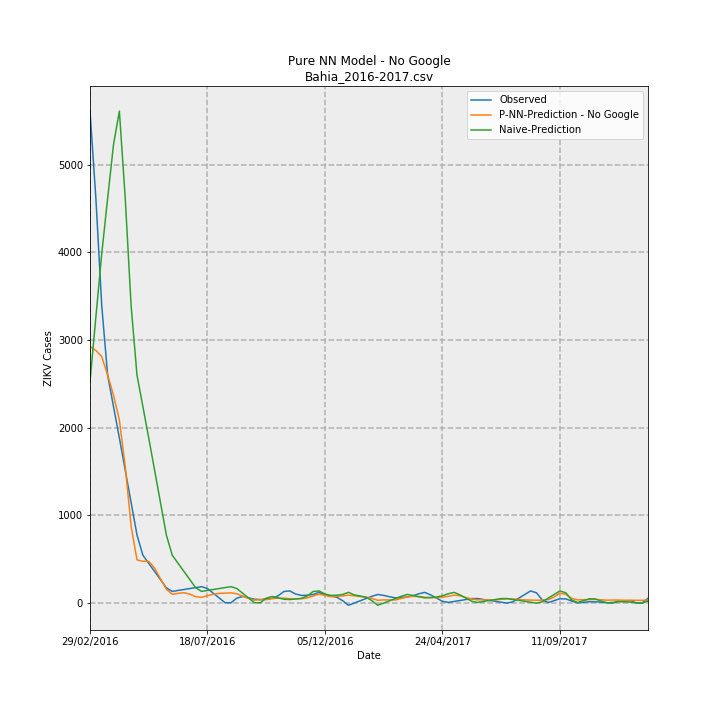 Pure NN Model - No Google
Bahia_2016-2017.csv
Observed
P-NN-Prediction - No Google
Naive-Prediction
ZIKV Cases
5000
4000
3000
2000
1000
0
29/02/2016
18/07/2016
05/12/2016
24/04/2017
11/09/2017
Date